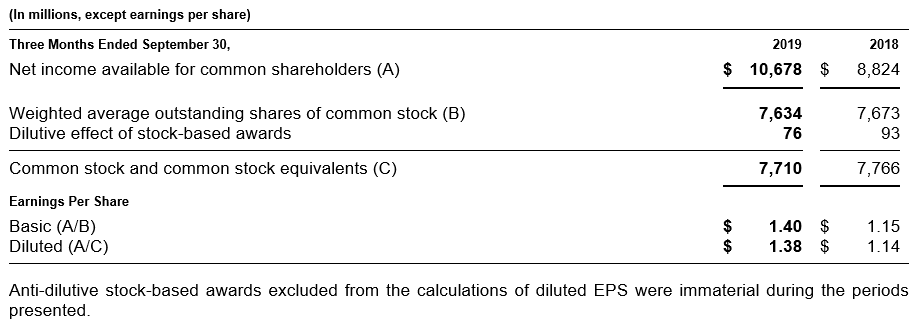 (In millions, except earnings per share)
Three Months Ended September 30, 2019 2018
Net income available for common shareholders (A) $ 10,678 $ 8,824
Weighted average outstanding shares of common stock (B) 7,634 7,673
Dilutive effect of stock-based awards 76 93
Common stock and common stock equivalents (C) 7,710 7,766
Earnings Per Share
Basic (A/B) $ 1.40 $ 1.15
Diluted (A/C) $ 1.38 $ 1.14
Anti-dilutive stock-based awards excluded from the calculations of diluted EPS were immaterial during the periods
presented.